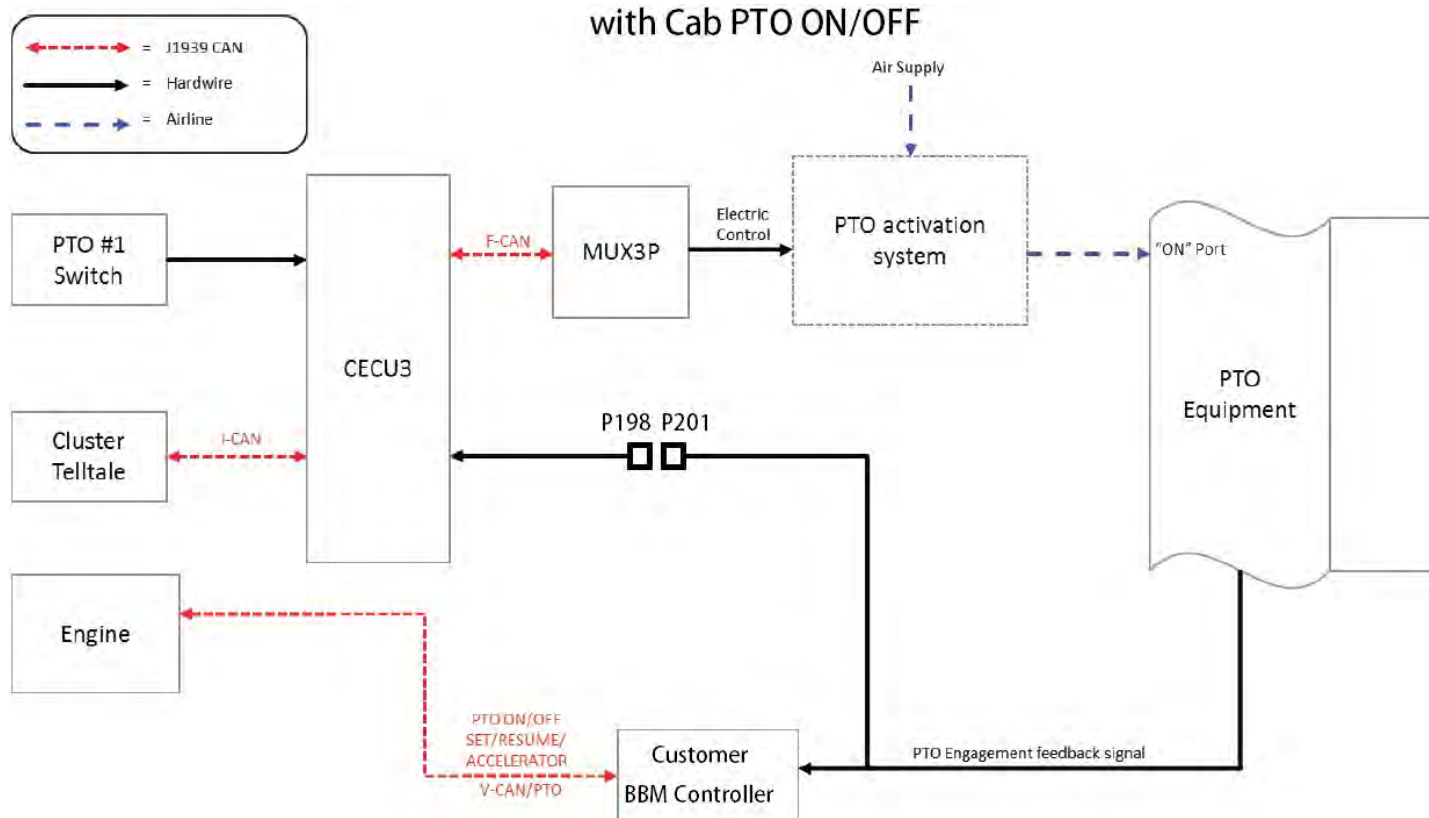 with Cab PTO ON/OFF
= J1939 CAN
= Hardwire
= Airline
Air Supply
PTO #1
Switch
F-CAN
MUX3P
Electric
Control
PTO activation
system
"ON" Port
CECU3
PTO
Equipment
Cluster
Telltale
I-CAN
P198 P201
Engine
PTO ON/OFF
SET/RESUME/
ACCELERATOR
V-CAN/PTO
Customer
BBM Controller
PTO Engagement feedback signal